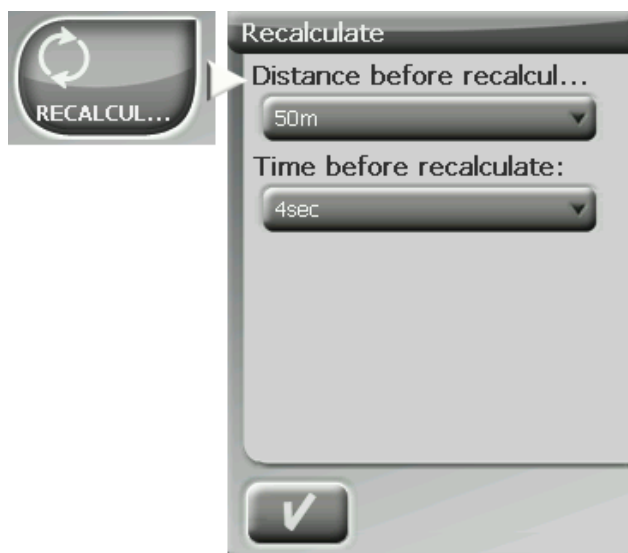 RECALCUL...
Recalculate
Distance before recalcul...
50m
Time before recalculate:
4sec